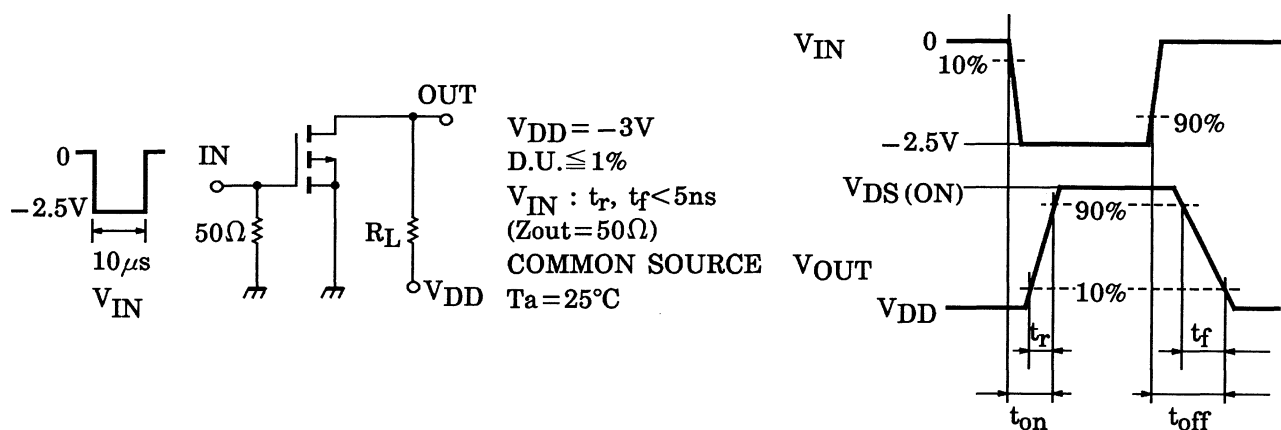 0
-2.5V
10μs
V_IN
IN
50Ω
OUT
R_L
V_DD
V_DD = −3V
D.U. ≦ 1%
V_IN : t_r, t_f < 5ns
(Zout = 50Ω)
COMMON SOURCE
Ta = 25°C
V_IN
0
10%
90%
−2.5V
V_DS (ON)
90%
V_OUT
10%
V_DD
t_r
t_f
t_on
t_off